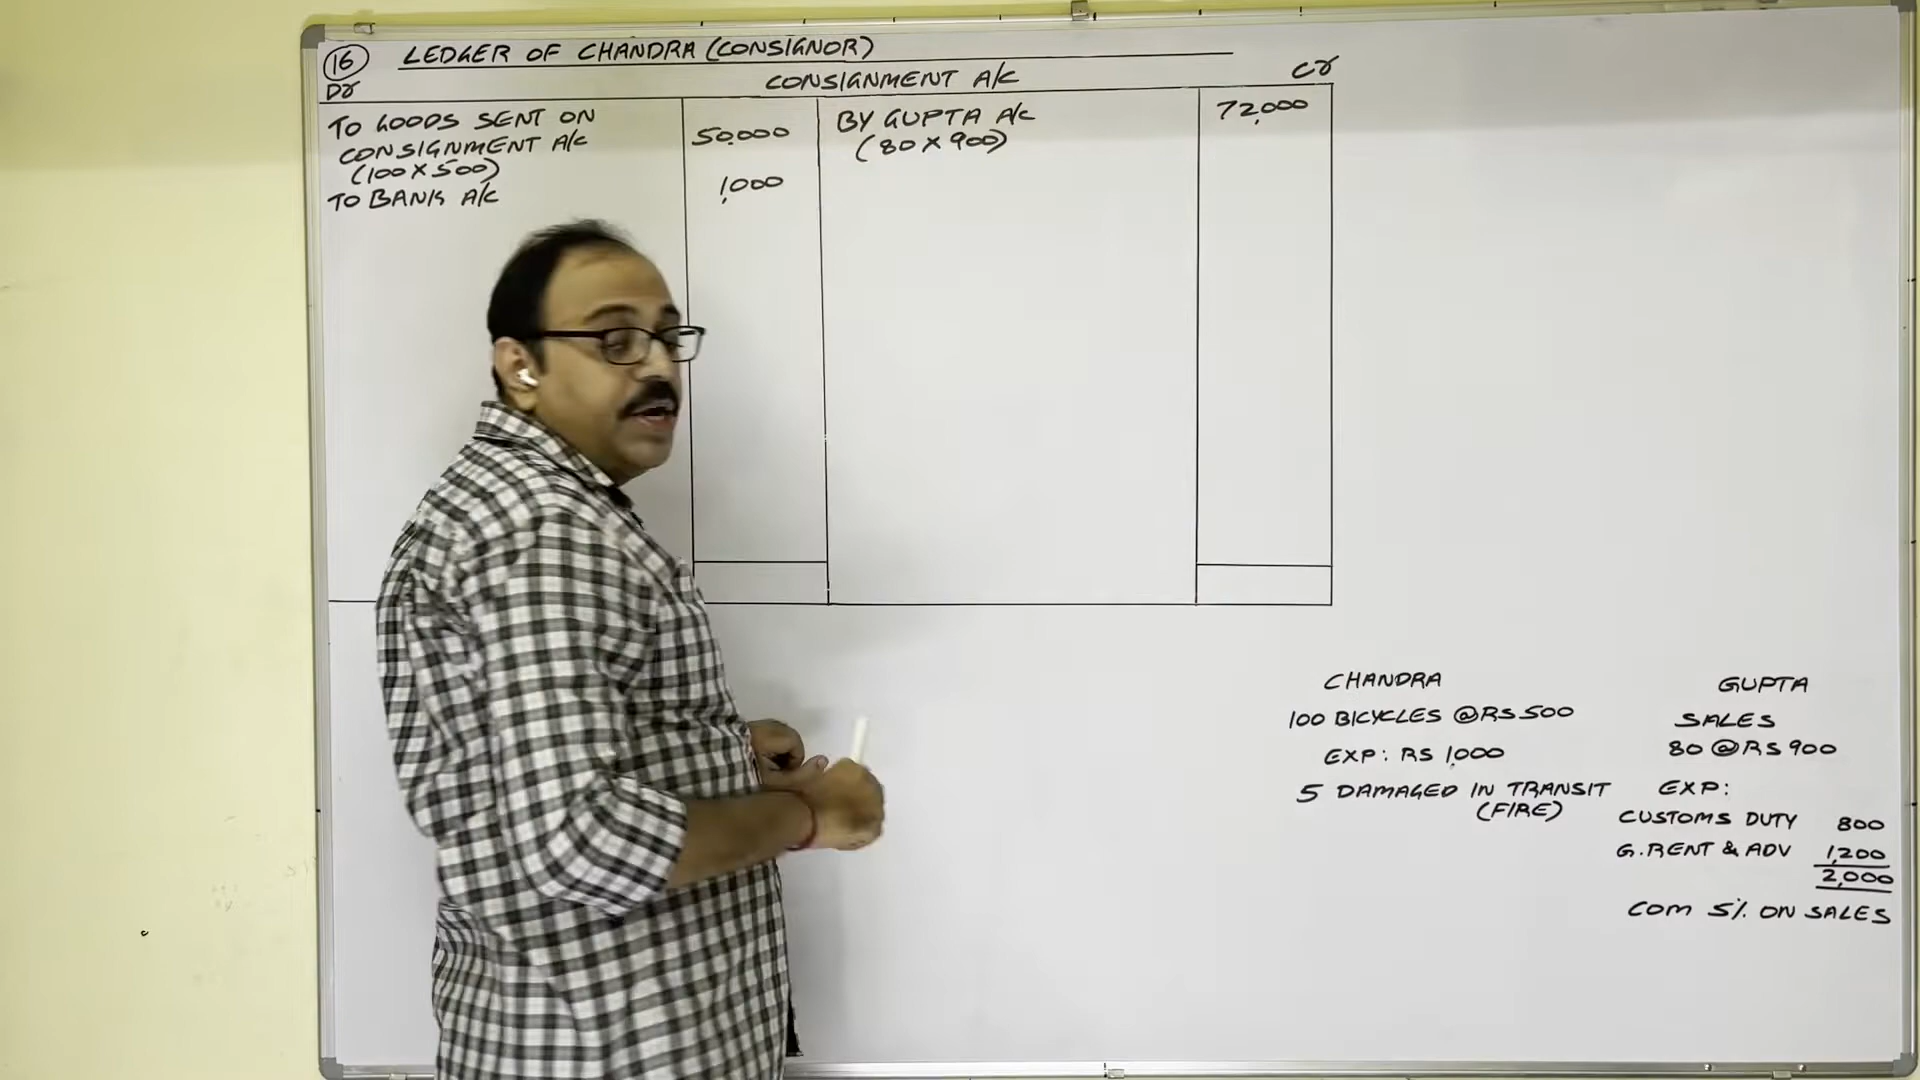 16 LEDGER OF CHANDRA (CONSIGNOR)
Dr CONSIGNMENT A/C Cr
TO GOODS SENT ON
CONSIGNMENT A/C 50,000
(100 X 500)
TO BANK A/C 1,000
BY GUPTA A/C 72,000
(80 X 900)
CHANDRA
100 BICYCLES @RS 500
EXP: RS 1,000
5 DAMAGED IN TRANSIT
(FIRE)
GUPTA
SALES
80 @RS 900
EXP:
CUSTOMS DUTY 800
G.RENT & ADV 1,200
2,000
COM 5% ON SALES